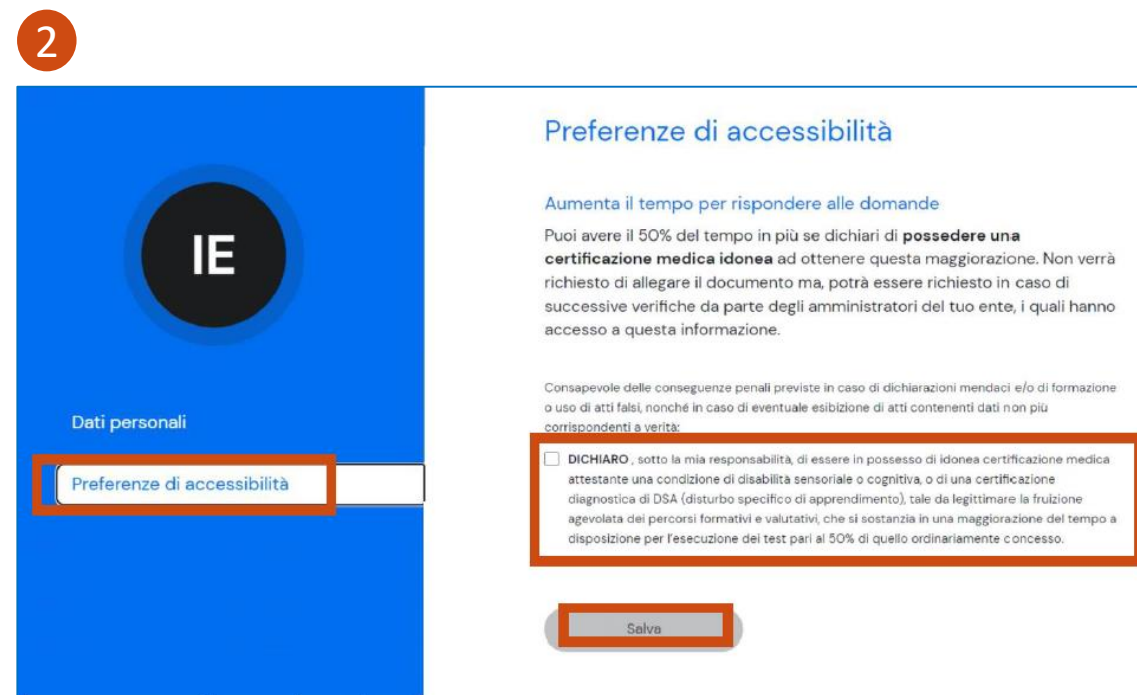 2
IE
Dati personali
Preferenze di accessibilità
Preferenze di accessibilità
Aumenta il tempo per rispondere alle domande
Puoi avere il 50% del tempo in più se dichiari di possedere una
certificazione medica idonea ad ottenere questa maggiorazione. Non verrà
richiesto di allegare il documento ma, potrà essere richiesto in caso di
successive verifiche da parte degli amministratori del tuo ente, i quali hanno
accesso a questa informazione.
Consapevole delle conseguenze penali previste in caso di dichiarazioni mendaci e/o di formazione
o uso di atti falsi, nonché in caso di eventuale esibizione di atti contenenti dati non più
corrispondenti a verità:
DICHIARO , sotto la mia responsabilità, di essere in possesso di idonea certificazione medica
attestante una condizione di disabilità sensoriale o cognitiva, o di una certificazione
diagnostica di DSA (disturbo specifico di apprendimento), tale da legittimare la fruizione
agevolata dei percorsi formativi e valutativi, che si sostanzia in una maggiorazione del tempo a
disposizione per l'esecuzione dei test pari al 50% di quello ordinariamente concesso.
Salva